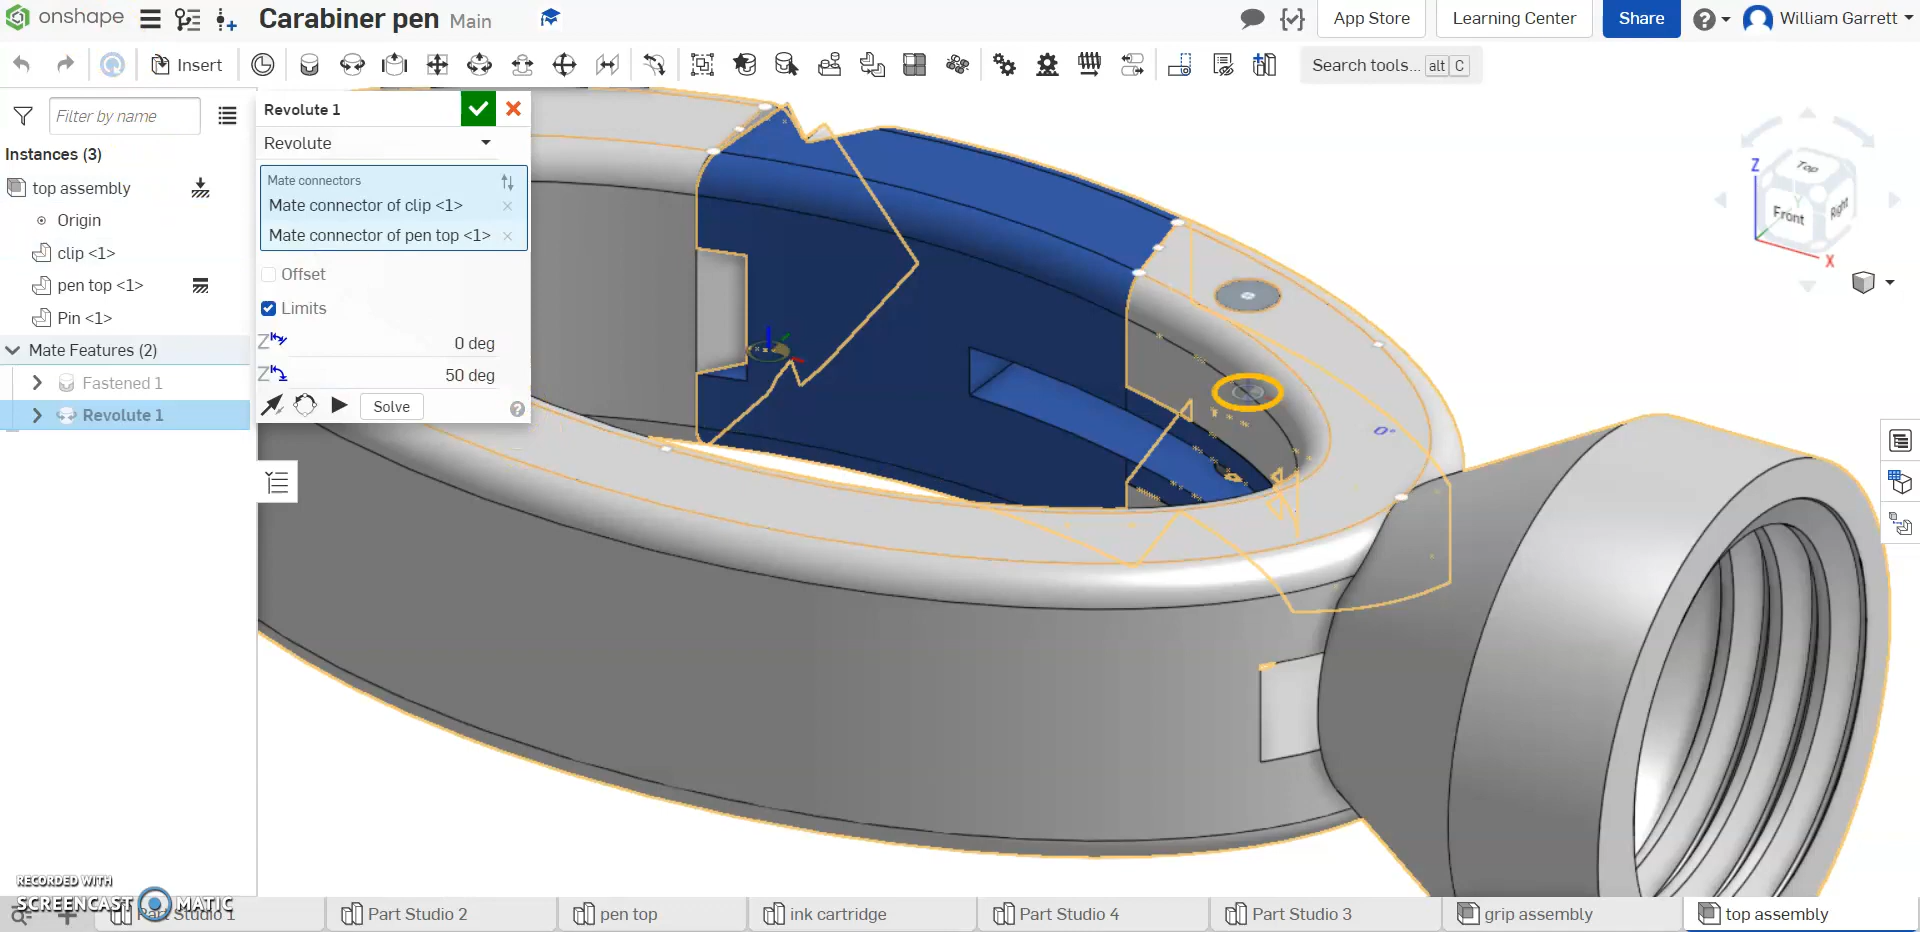 onshape
Carabiner pen Main
App Store
Learning Center
Share
William Garrett
Insert
Search tools... alt C
Filter by name
Revolute 1
Revolute
Mate connectors
Mate connector of clip <1>
Mate connector of pen top <1>
Offset
Limits
Z 0 deg
Z 50 deg
Solve
Instances (3)
top assembly
Origin
clip <1>
pen top <1>
Pin <1>
Mate Features (2)
Fastened 1
Revolute 1
Top
Front
Right
Z
Y
X
0°
RECORDED WITH
SCREENCAST MATIC
Part Studio 1
Part Studio 2
pen top
ink cartridge
Part Studio 4
Part Studio 3
grip assembly
top assembly